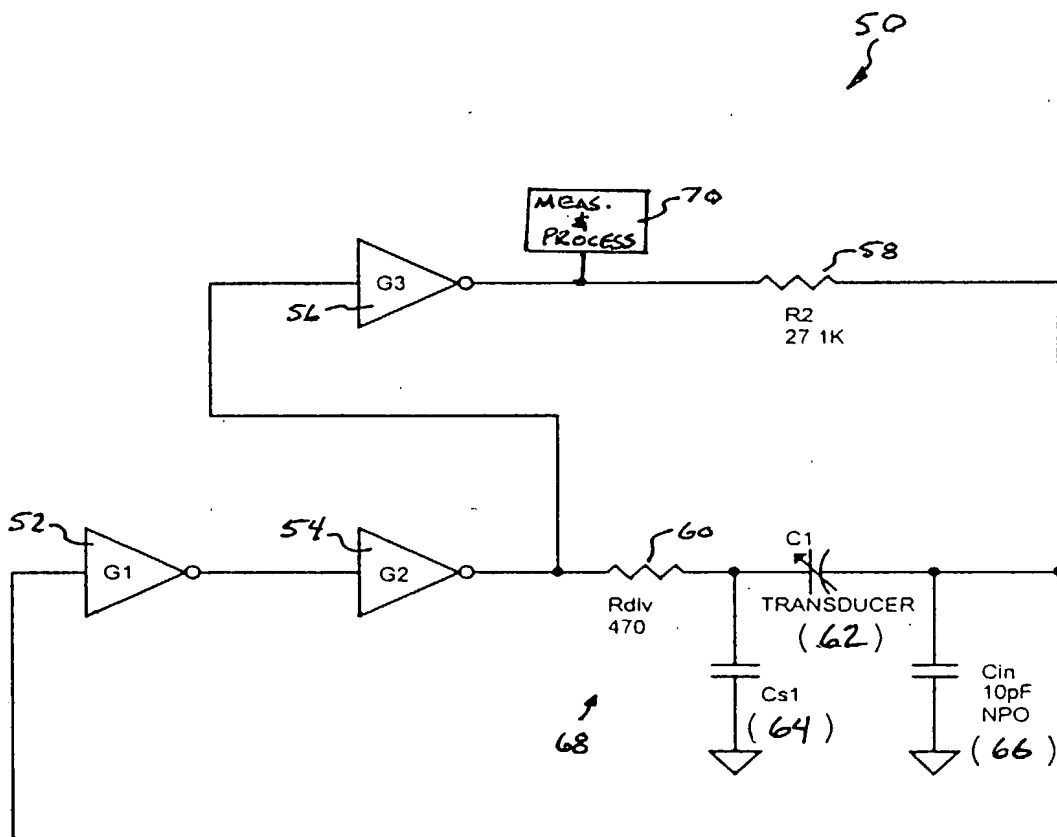 50
MEAS.
&
PROCESS
70
G3
56
58
R2
27 1K
52
G1
54
G2
60
Rdiv
470
C1
TRANSDUCER
(62)
Cs1
(64)
68
Cin
10pF
NPO
(66)